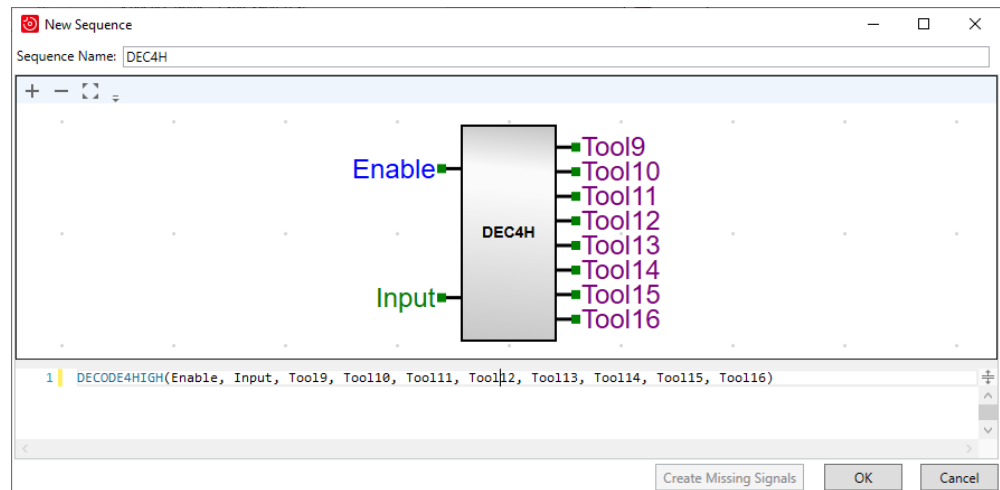 New Sequence
Sequence Name: DEC4H
Enable
Input
DEC4H
Tool9
Tool10
Tool11
Tool12
Tool13
Tool14
Tool15
Tool16
1 DECODE4HIGH(Enable, Input, Tool9, Tool10, Tool11, Tool12, Tool13, Tool14, Tool15, Tool16)
Create Missing Signals OK Cancel